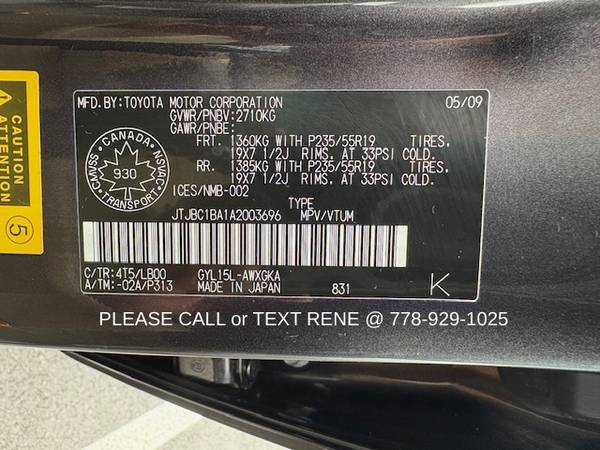 MFD.BY:TOYOTA MOTOR CORPORATION 05/09
GVWR/PNBV:2710KG
GAWR/PNBE:
FRT. 1360KG WITH P235/55R19 TIRES.
19X7 1/2J RIMS. AT 33PSI COLD.
RR. 1385KG WITH P235/55R19 TIRES.
19X7 1/2J RIMS. AT 33PSI COLD.
ICES/NMB-002
CANADA
CMVSS
NSVAC
930
TRANSPORT
TYPE
JTJBC1BA1A2003696 MPV/VTUM
C/TR:4T5/LB00 GYL15L-AWXGKA
A/TM:-02A/P313 MADE IN JAPAN 831
K
CAUTION
ATTENTION
5
PLEASE CALL or TEXT RENE @ 778-929-1025